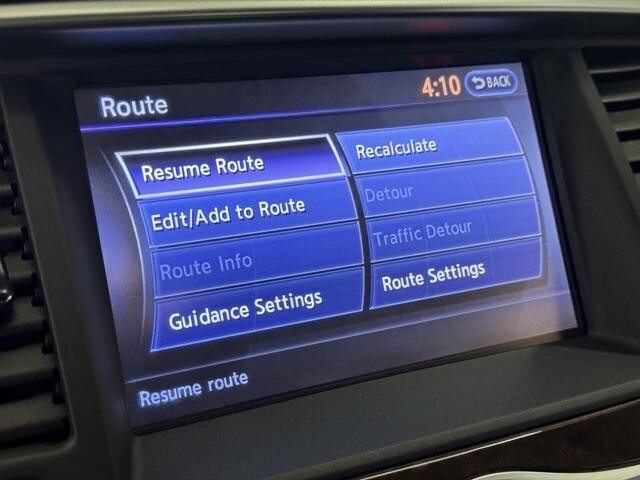 Route
4:10
BACK
Resume Route
Recalculate
Edit/Add to Route
Detour
Route Info
Traffic Detour
Guidance Settings
Route Settings
Resume route